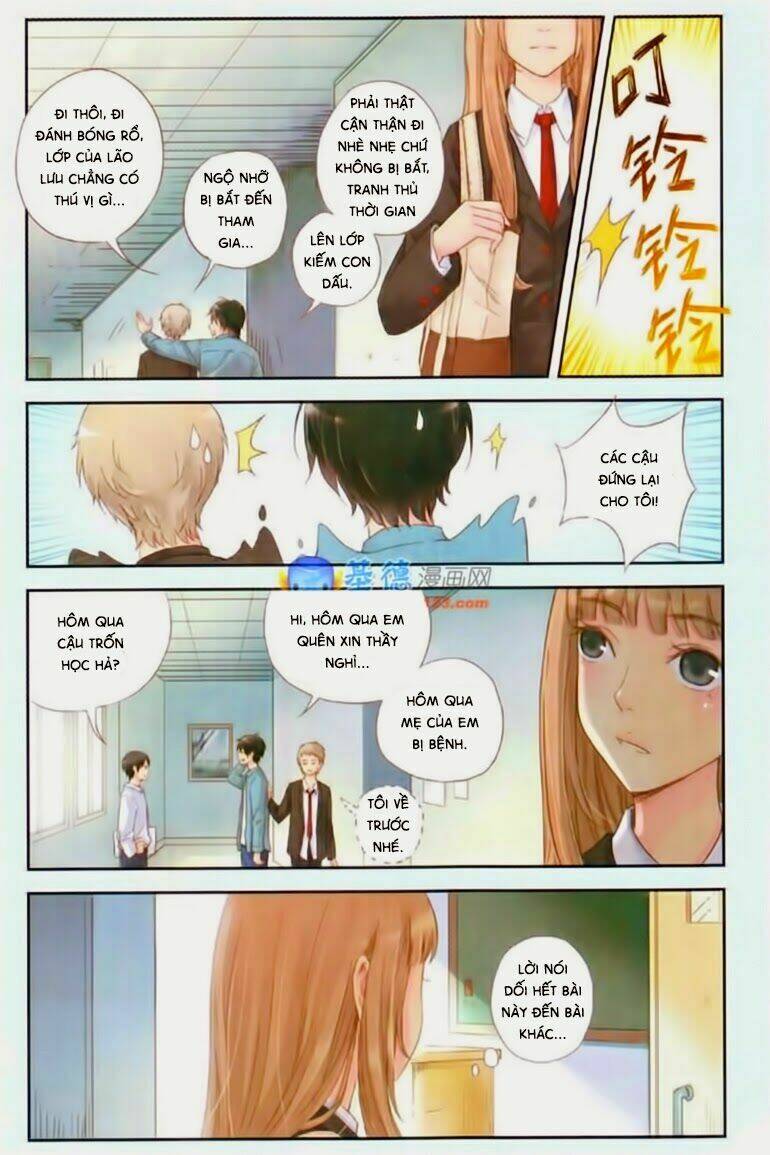 ĐI THÔI, ĐI
ĐÁNH BÓNG RỔ,
LỚP CỦA LÃO
LƯU CHẲNG CÓ
THÚ VỊ GÌ...
NGỘ NHỠ
BỊ BẮT ĐẾN
THAM
GIA...
PHẢI THẬT
CẬN THẬN ĐI
NHÈ NHẸ CHỨ
KHÔNG BỊ BẮT,
TRANH THỦ
THỜI GIAN
LÊN LỚP
KIẾM CON
DẤU.
叮
铃
铃
铃
CÁC CẬU
ĐỨNG LẠI
CHO TÔI!
基德漫画网
HÔM QUA
CẬU TRỐN
HỌC HẢ?
HI, HÔM QUA EM
QUÊN XIN THẦY
NGHỈ...
HÔM QUA
MẸ CỦA EM
BỊ BỆNH.
TÔI VỀ
TRƯỚC
NHÉ.
LỜI NÓI
DỐI HẾT BÀI
NÀY ĐẾN BÀI
KHÁC...